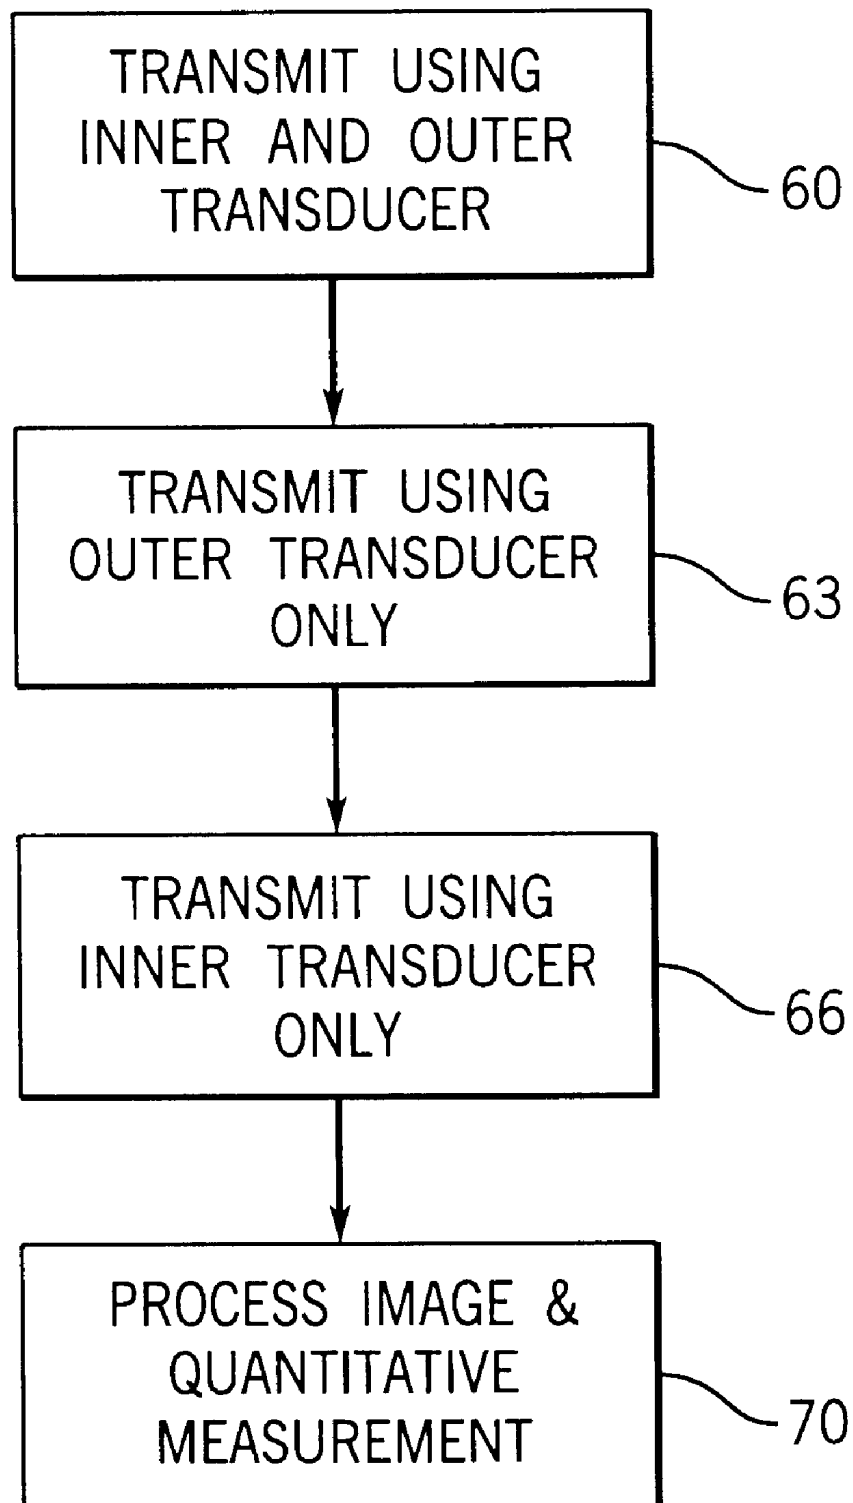 TRANSMIT USING
INNER AND OUTER
TRANSDUCER
60
TRANSMIT USING
OUTER TRANSDUCER
ONLY
63
TRANSMIT USING
INNER TRANSDUCER
ONLY
66
PROCESS IMAGE &
QUANTITATIVE
MEASUREMENT
70